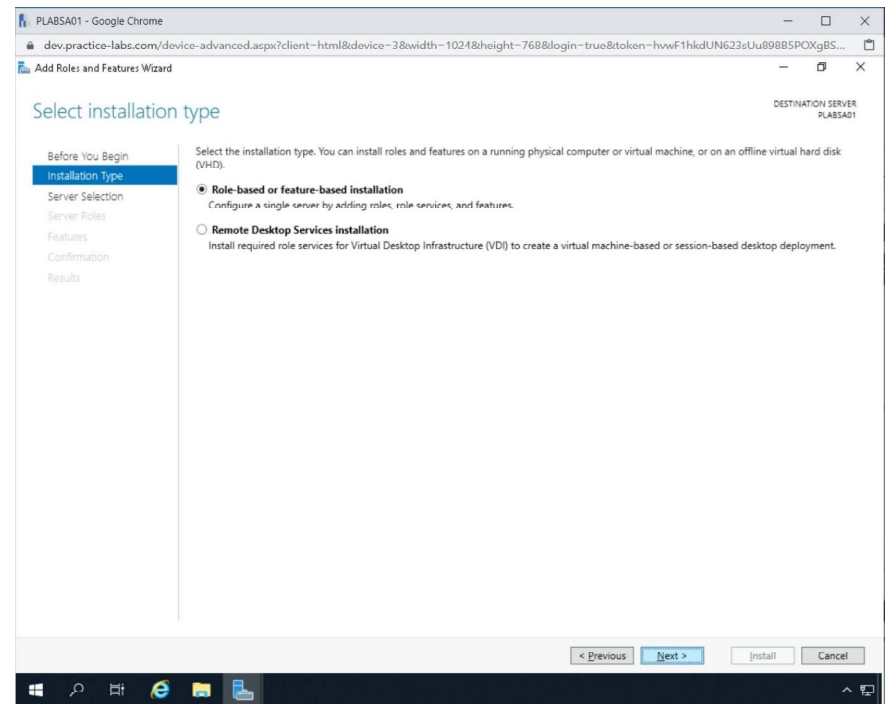 PLABSA01 - Google Chrome
dev.practice-labs.com/device-advanced.aspx?client=html&device=3&width=1024&height=768&login=true&token=hvwF1hkdUN623sUu898B5POXgBS...
Add Roles and Features Wizard
Select installation type
DESTINATION SERVER
PLABSA01
Before You Begin
Installation Type
Server Selection
Server Roles
Features
Confirmation
Results
Select the installation type. You can install roles and features on a running physical computer or virtual machine, or on an offline virtual hard disk
(VHD).
Role-based or feature-based installation
Configure a single server by adding roles, role services, and features.
Remote Desktop Services installation
Install required role services for Virtual Desktop Infrastructure (VDI) to create a virtual machine-based or session-based desktop deployment.
< Previous
Next >
Install
Cancel